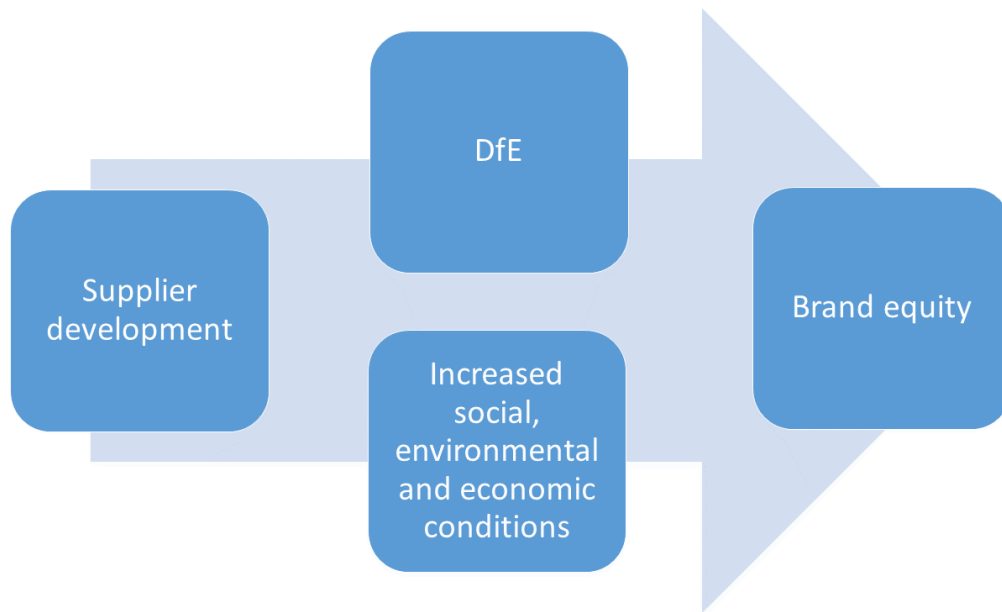 DfE
Supplier
development
Brand equity
Increased
social,
environmental
and economic
conditions